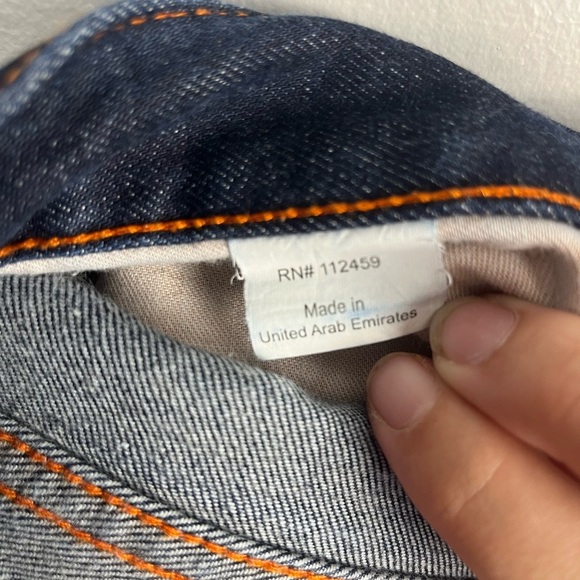 RN# 112459
Made in
United Arab Emirates